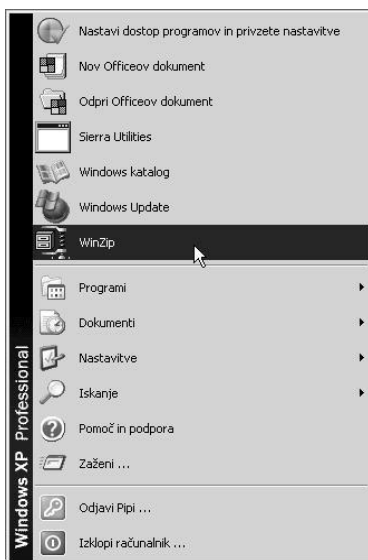 Nastavi dostop programov in privzete nastavitve
Nov Officeov dokument
Odpri Officeov dokument
Sierra Utilities
Windows katalog
Windows Update
WinZip
Programi
Dokumenti
Nastavitve
Iskanje
Pomoč in podpora
Zaženi ...
Odjavi Pipi ...
Izklopi računalnik ...
Windows XP Professional